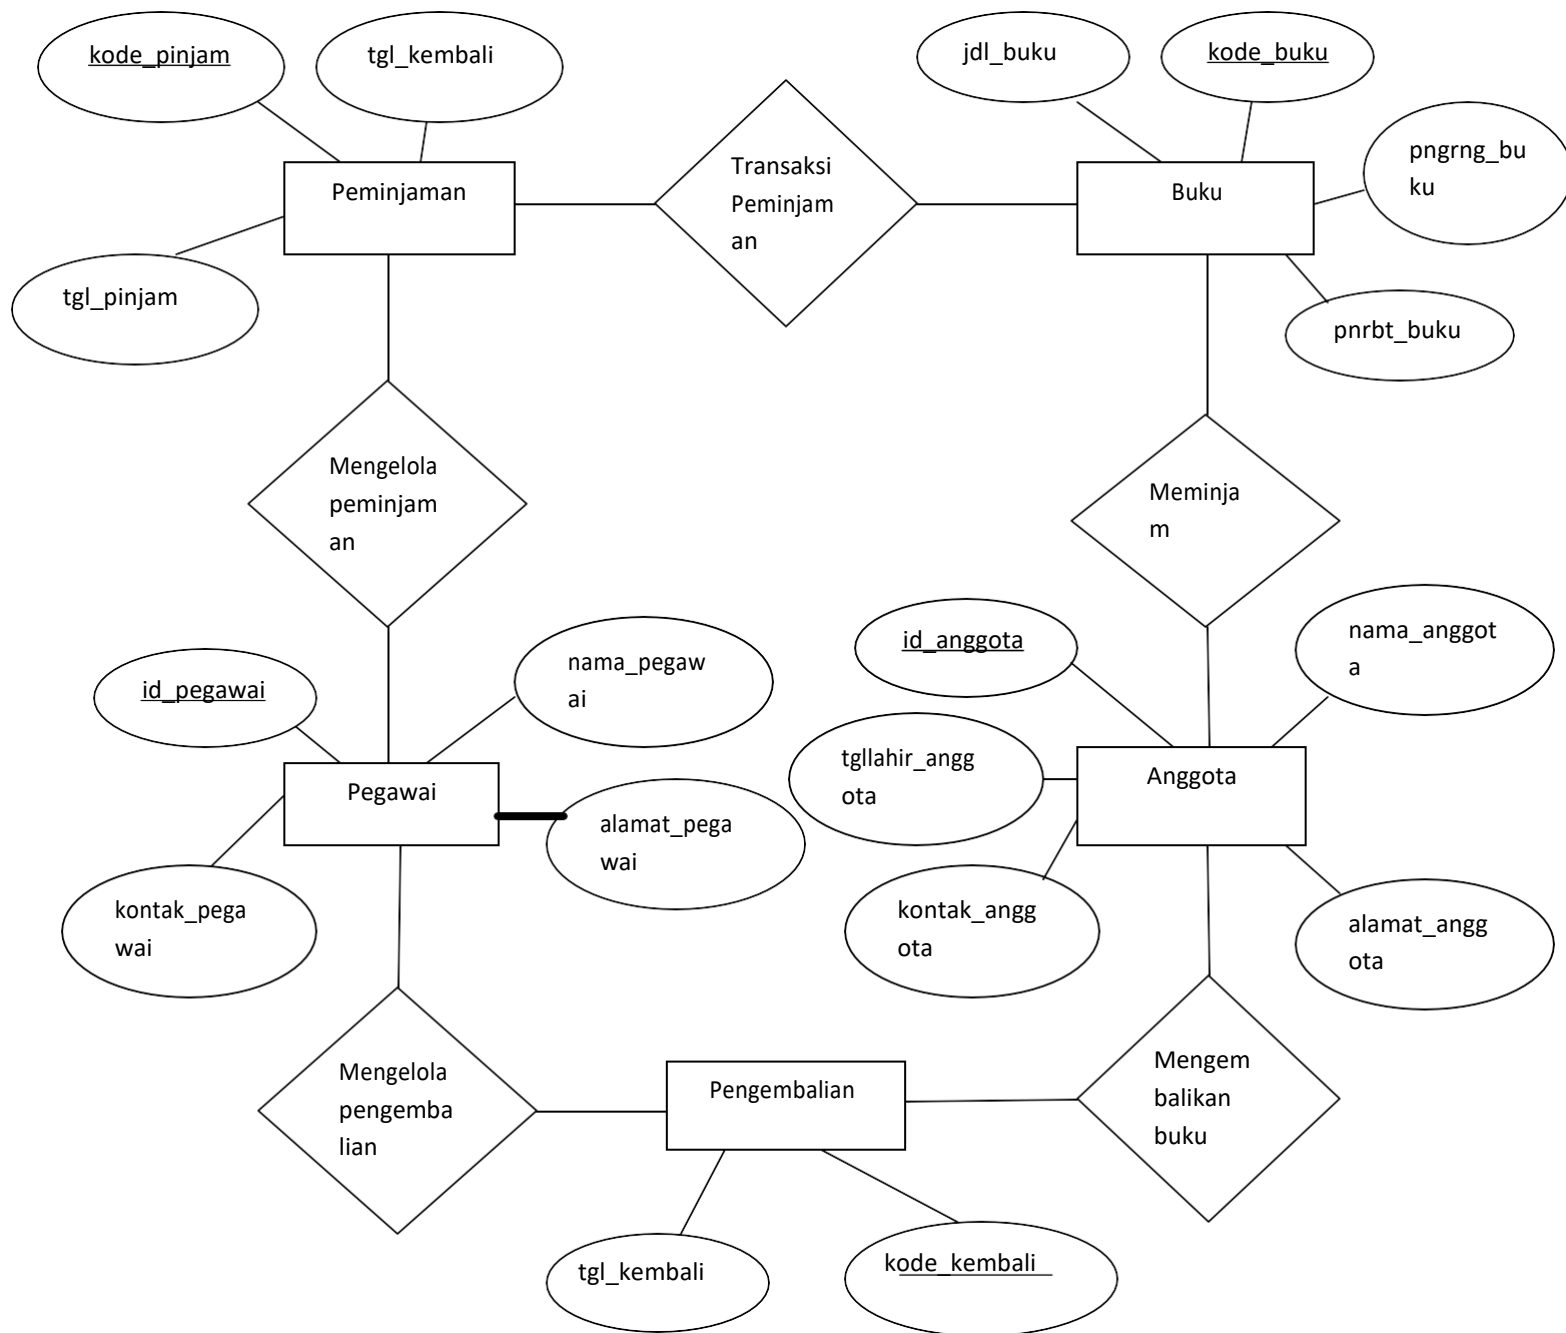 kode_pinjam
tgl_kembali
jdl_buku
kode_buku
pngrng_bu
ku
Transaksi
Peminjam
an
Peminjaman
Buku
tgl_pinjam
pnrbt_buku
Mengelola
peminjam
an
Meminja
m
id_anggota
nama_anggot
a
id_pegawai
nama_pegaw
ai
tgllahir_angg
ota
Anggota
Pegawai
alamat_pega
wai
kontak_pega
wai
kontak_angg
ota
alamat_angg
ota
Mengelola
pengemba
lian
Pengembalian
Mengem
balikan
buku
tgl_kembali
kode_kembali